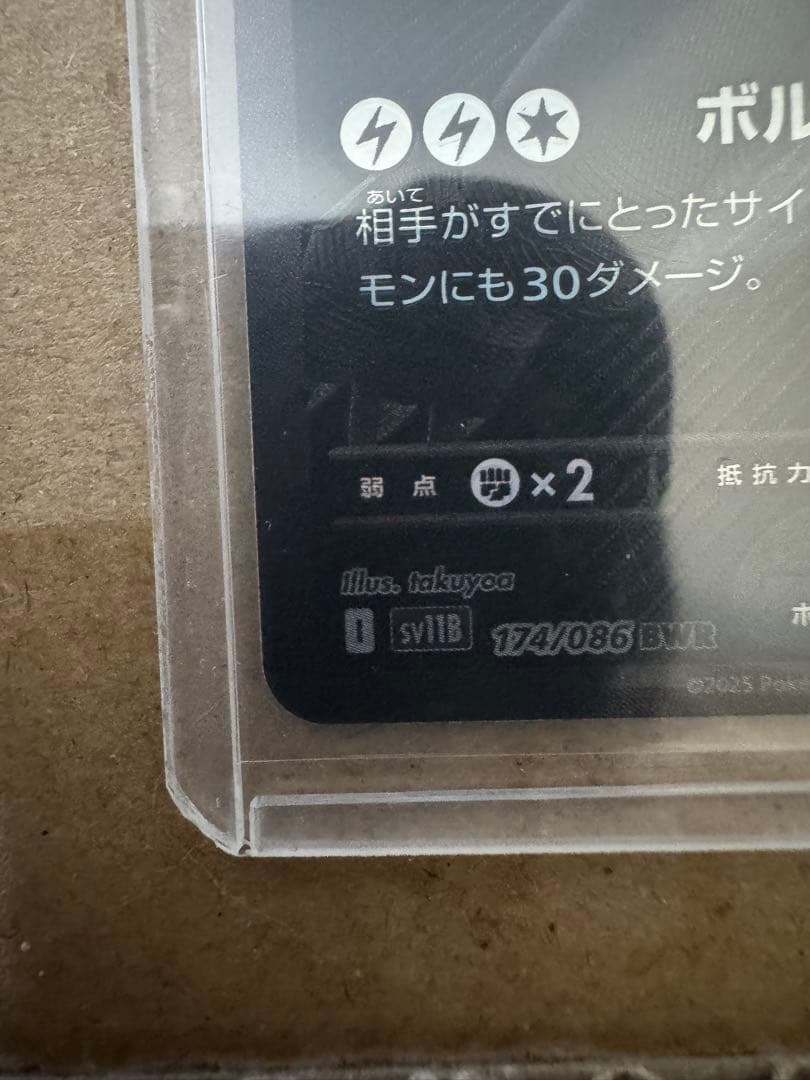 ボル
あいて
相手がすでにとったサイ
モンにも30ダメージ。
弱点 ×2 抵抗力
Illus. takuyoa
I sv11B 174/086 BWR
©2025 Pok